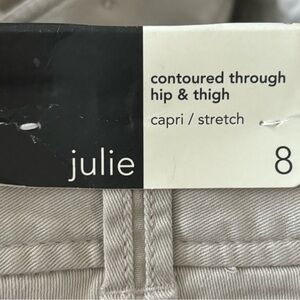 contoured through
hip & thigh
capri / stretch
julie
8